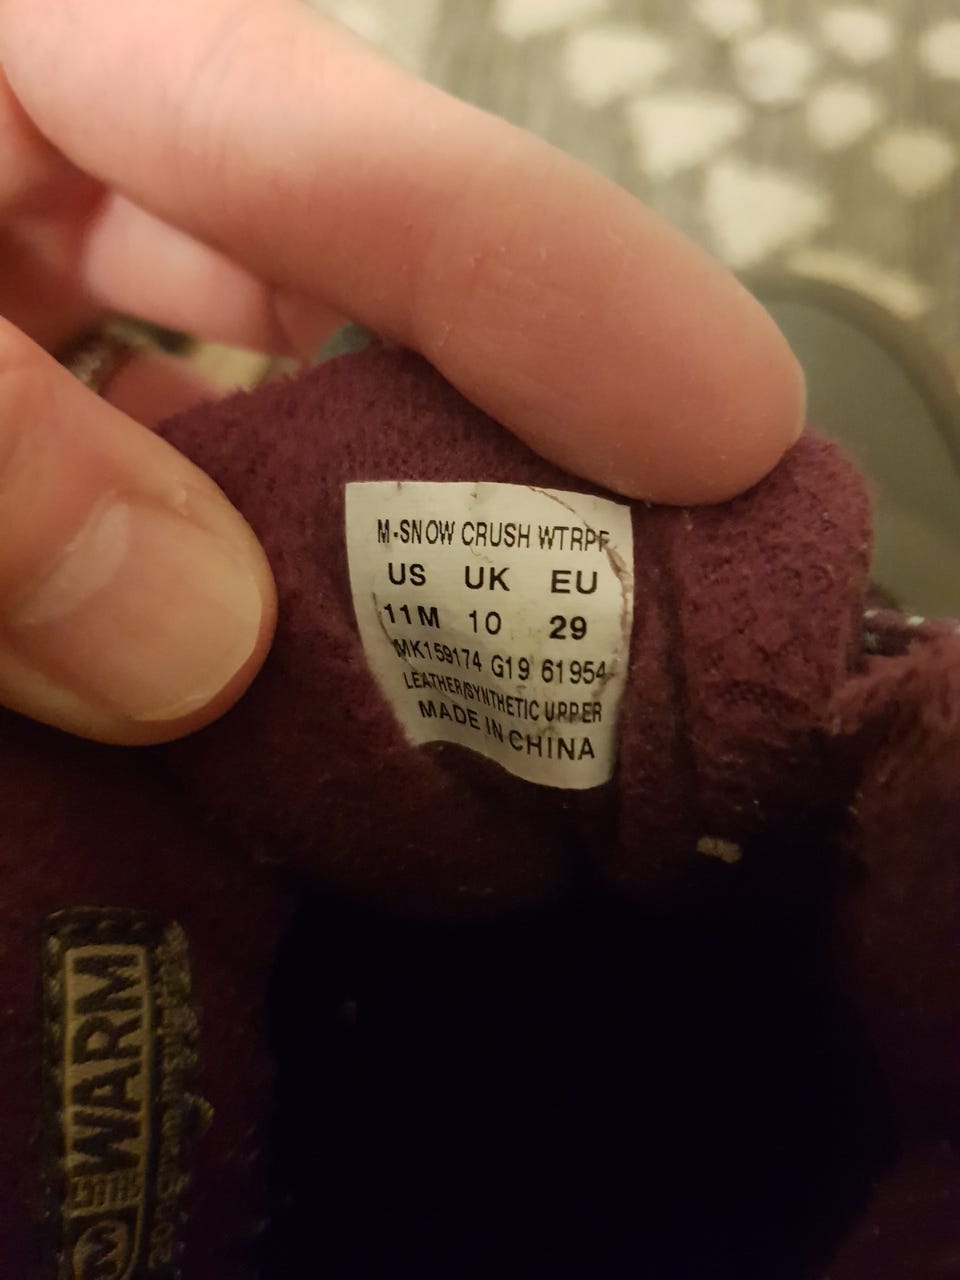 M-SNOW CRUSH WTRPF
US UK EU
11M 10 29
MK159174 G19 61954
LEATHER/SYNTHETIC UPPER
MADE IN CHINA
WARM